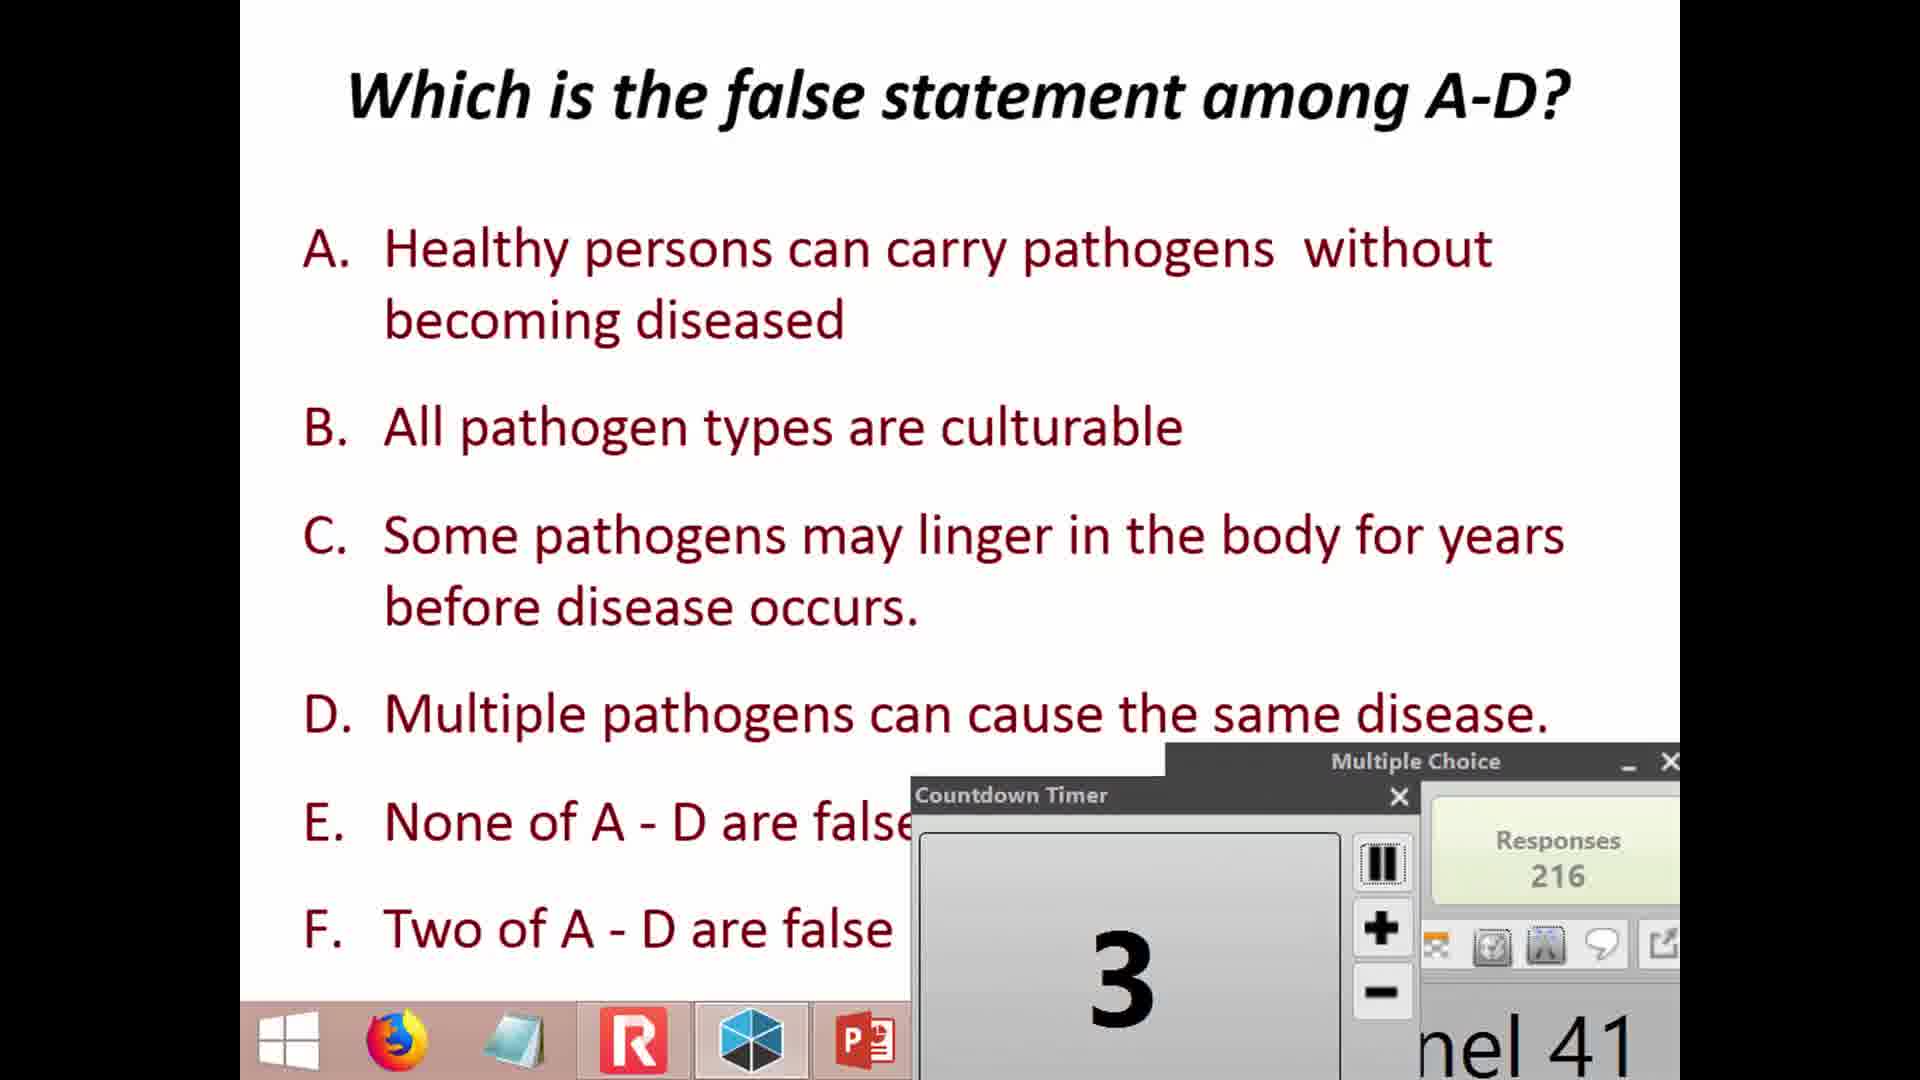 Which is the false statement among A-D?
A. Healthy persons can carry pathogens without
becoming diseased
B. All pathogen types are culturable
C. Some pathogens may linger in the body for years
before disease occurs.
D. Multiple pathogens can cause the same disease.
Multiple Choice
Countdown Timer
E. None of A - D are false
Responses
216
F. Two of A - D are false
3
nel 41